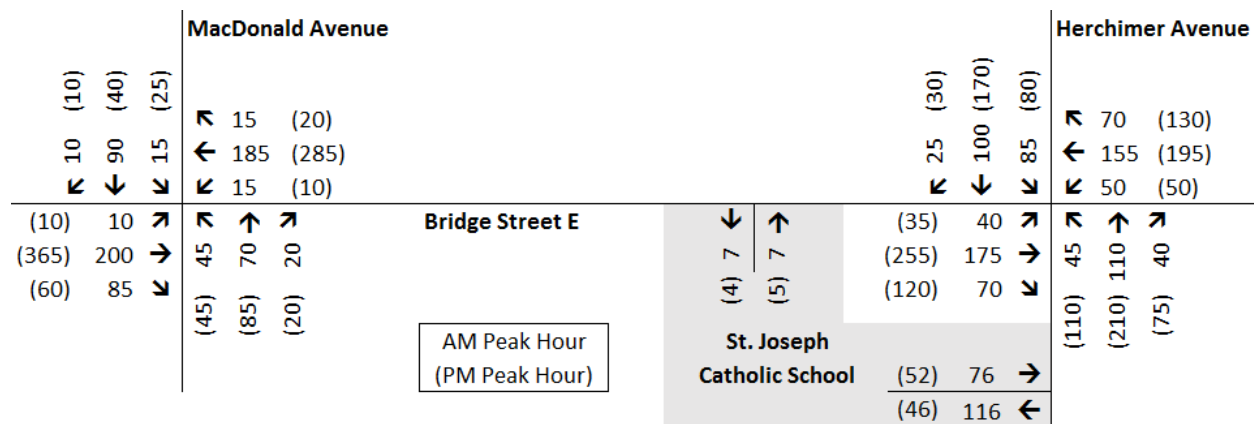 MacDonald Avenue Herchimer Avenue
(10) (40) (25) (30) (170) (80)
10 90 15 25 100 85
↖ 15 (20) ↖ 70 (130)
← 185 (285) ← 155 (195)
↙ ↓ ↘ ↙ 15 (10) ↙ ↓ ↘ ↙ 50 (50)
(10) 10 ↗ ↖ ↑ ↗ Bridge Street E ↓ ↑ (35) 40 ↗ ↖ ↑ ↗
(365) 200 → 45 70 20 7 7 (255) 175 → 45 110 40
(60) 85 ↘ (45) (85) (20) (4) (5) (120) 70 ↘ (110) (210) (75)
AM Peak Hour St. Joseph
(PM Peak Hour) Catholic School (52) 76 →
(46) 116 ←